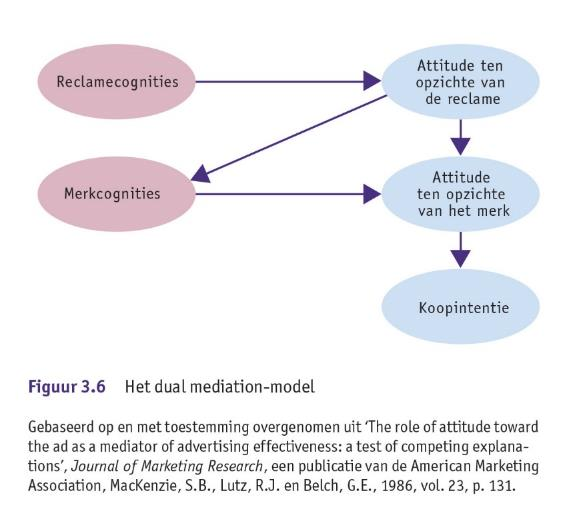 Reclamecognities
Attitude ten
opzichte van
de reclame
Merkcognities
Attitude
ten opzichte
van het merk
Koopintentie
Figuur 3.6 Het dual mediation-model
Gebaseerd op en met toestemming overgenomen uit ‘The role of attitude toward
the ad as a mediator of advertising effectiveness: a test of competing explana-
tions’, Journal of Marketing Research, een publicatie van de American Marketing
Association, MacKenzie, S.B., Lutz, R.J. en Belch, G.E., 1986, vol. 23, p. 131.